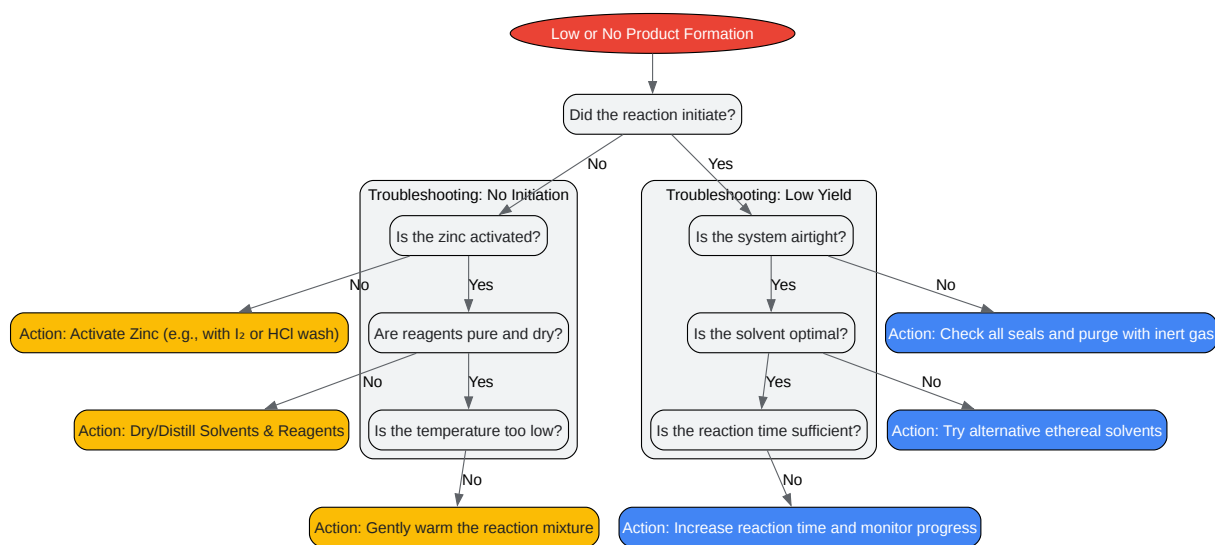 Low or No Product Formation
Did the reaction initiate?
No
Yes
Troubleshooting: No Initiation
Troubleshooting: Low Yield
Is the zinc activated?
Is the system airtight?
No
Yes
Yes
No
Action: Activate Zinc (e.g., with I₂ or HCl wash)
Are reagents pure and dry?
Is the solvent optimal?
Action: Check all seals and purge with inert gas
No
Yes
Yes
No
Action: Dry/Distill Solvents & Reagents
Is the temperature too low?
Is the reaction time sufficient?
Action: Try alternative ethereal solvents
No
No
Action: Gently warm the reaction mixture
Action: Increase reaction time and monitor progress